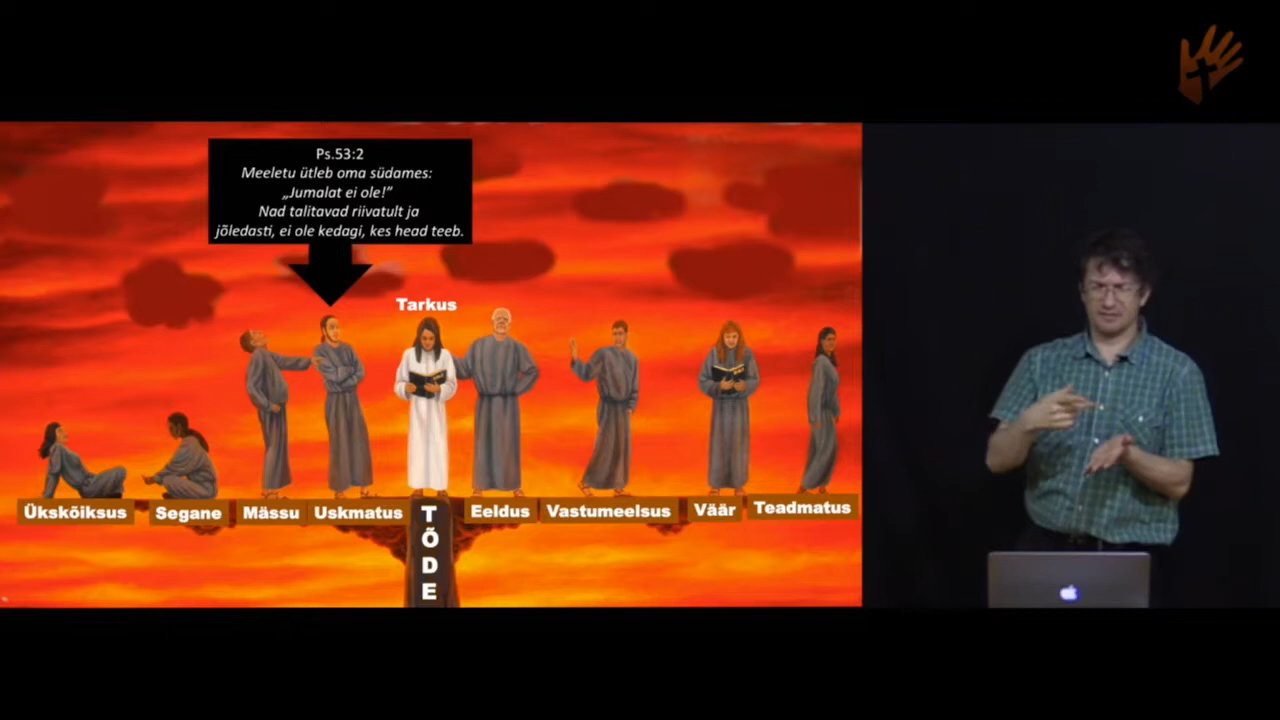 Ps.53:2
Meeletu ütleb oma südames:
„Jumalat ei ole!”
Nad talitavad riivatult ja
jõledasti, ei ole kedagi, kes head teeb.
Tarkus
Ükskõiksus
Segane
Mässu
Uskmatus
Eeldus
Vastumeelsus
Väär
Teadmatus
T
Õ
D
E